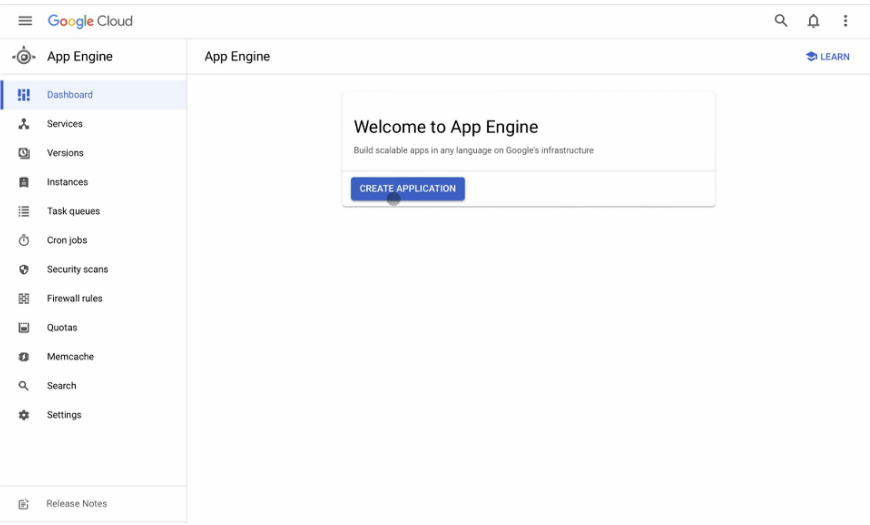 Google Cloud
App Engine
App Engine
LEARN
Dashboard
Services
Versions
Instances
Task queues
Cron jobs
Security scans
Firewall rules
Quotas
Memcache
Search
Settings
Release Notes
Welcome to App Engine
Build scalable apps in any language on Google's infrastructure
CREATE APPLICATION